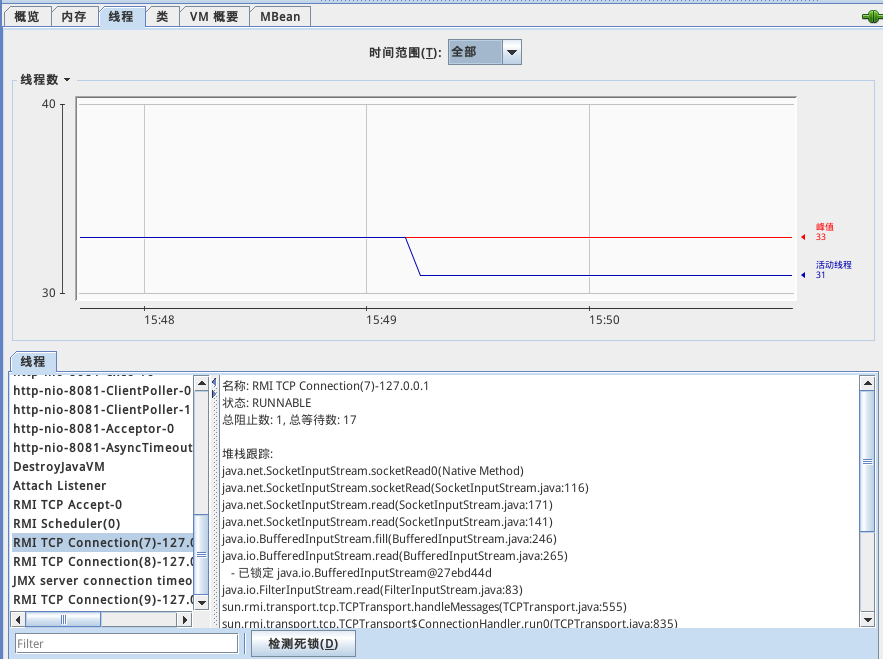 概览 内存 线程 类 VM 概要 MBean
时间范围(T): 全部
线程数
40
峰值
33
活动线程
31
30
15:48 15:49 15:50
线程
http-nio-8081-ClientPoller-0
http-nio-8081-ClientPoller-1
http-nio-8081-Acceptor-0
http-nio-8081-AsyncTimeout
DestroyJavaVM
Attach Listener
RMI TCP Accept-0
RMI Scheduler(0)
RMI TCP Connection(7)-127.0
RMI TCP Connection(8)-127.0
JMX server connection timeo
RMI TCP Connection(9)-127.0
名称: RMI TCP Connection(7)-127.0.0.1
状态: RUNNABLE
总阻止数: 1, 总等待数: 17
堆栈跟踪:
java.net.SocketInputStream.socketRead0(Native Method)
java.net.SocketInputStream.socketRead(SocketInputStream.java:116)
java.net.SocketInputStream.read(SocketInputStream.java:171)
java.net.SocketInputStream.read(SocketInputStream.java:141)
java.io.BufferedInputStream.fill(BufferedInputStream.java:246)
java.io.BufferedInputStream.read(BufferedInputStream.java:265)
- 已锁定 java.io.BufferedInputStream@27ebd44d
java.io.FilterInputStream.read(FilterInputStream.java:83)
sun.rmi.transport.tcp.TCPTransport.handleMessages(TCPTransport.java:555)
sun.rmi.transport.tcp.TCPTransport$ConnectionHandler.run0(TCPTransport.java:835)
Filter
检测死锁(D)